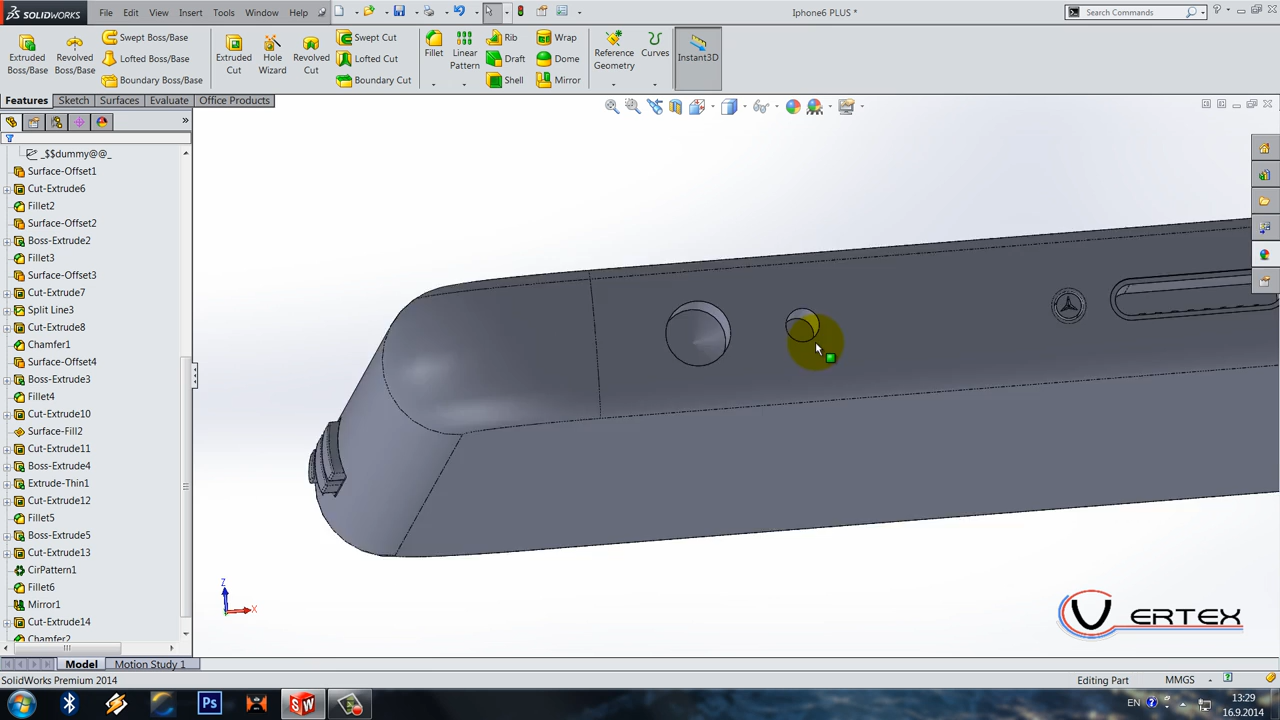 SOLIDWORKS File Edit View Insert Tools Window Help Iphone6 PLUS * Search Commands
Extruded Boss/Base
Revolved Boss/Base
Swept Boss/Base
Lofted Boss/Base
Boundary Boss/Base
Extruded Cut
Hole Wizard
Revolved Cut
Swept Cut
Lofted Cut
Boundary Cut
Fillet
Linear Pattern
Rib
Draft
Shell
Wrap
Dome
Mirror
Reference Geometry
Curves
Instant3D
Features Sketch Surfaces Evaluate Office Products
_$$dummy@@_
Surface-Offset1
Cut-Extrude6
Fillet2
Surface-Offset2
Boss-Extrude2
Fillet3
Surface-Offset3
Cut-Extrude7
Split Line3
Cut-Extrude8
Chamfer1
Surface-Offset4
Boss-Extrude3
Fillet4
Cut-Extrude10
Surface-Fill2
Cut-Extrude11
Boss-Extrude4
Extrude-Thin1
Cut-Extrude12
Fillet5
Boss-Extrude5
Cut-Extrude13
CirPattern1
Fillet6
Mirror1
Cut-Extrude14
Chamfer2
Z
X
VERTEX
Model Motion Study 1
SolidWorks Premium 2014 Editing Part MMGS
Ps SW EN 13:29
16.9.2014